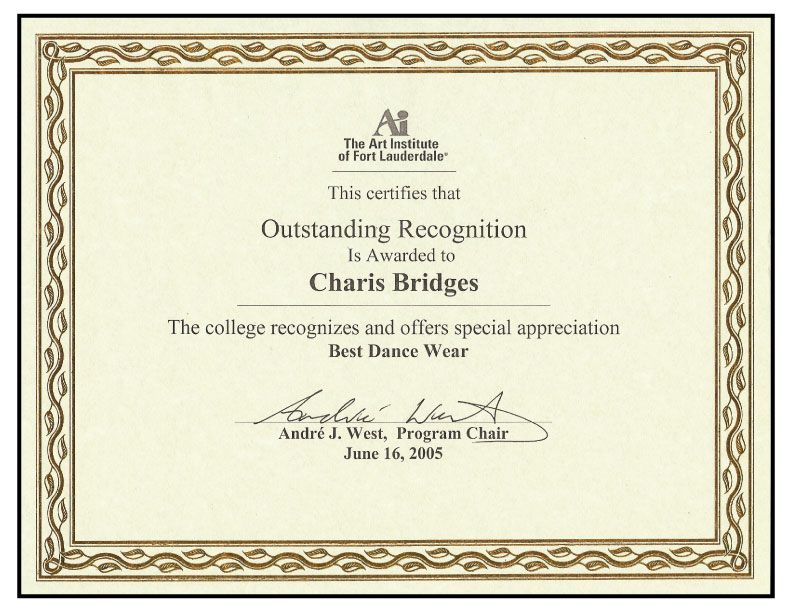 Ai
The Art Institute
of Fort Lauderdale®
This certifies that
Outstanding Recognition
Is Awarded to
Charis Bridges
The college recognizes and offers special appreciation
Best Dance Wear
André West
André J. West, Program Chair
June 16, 2005